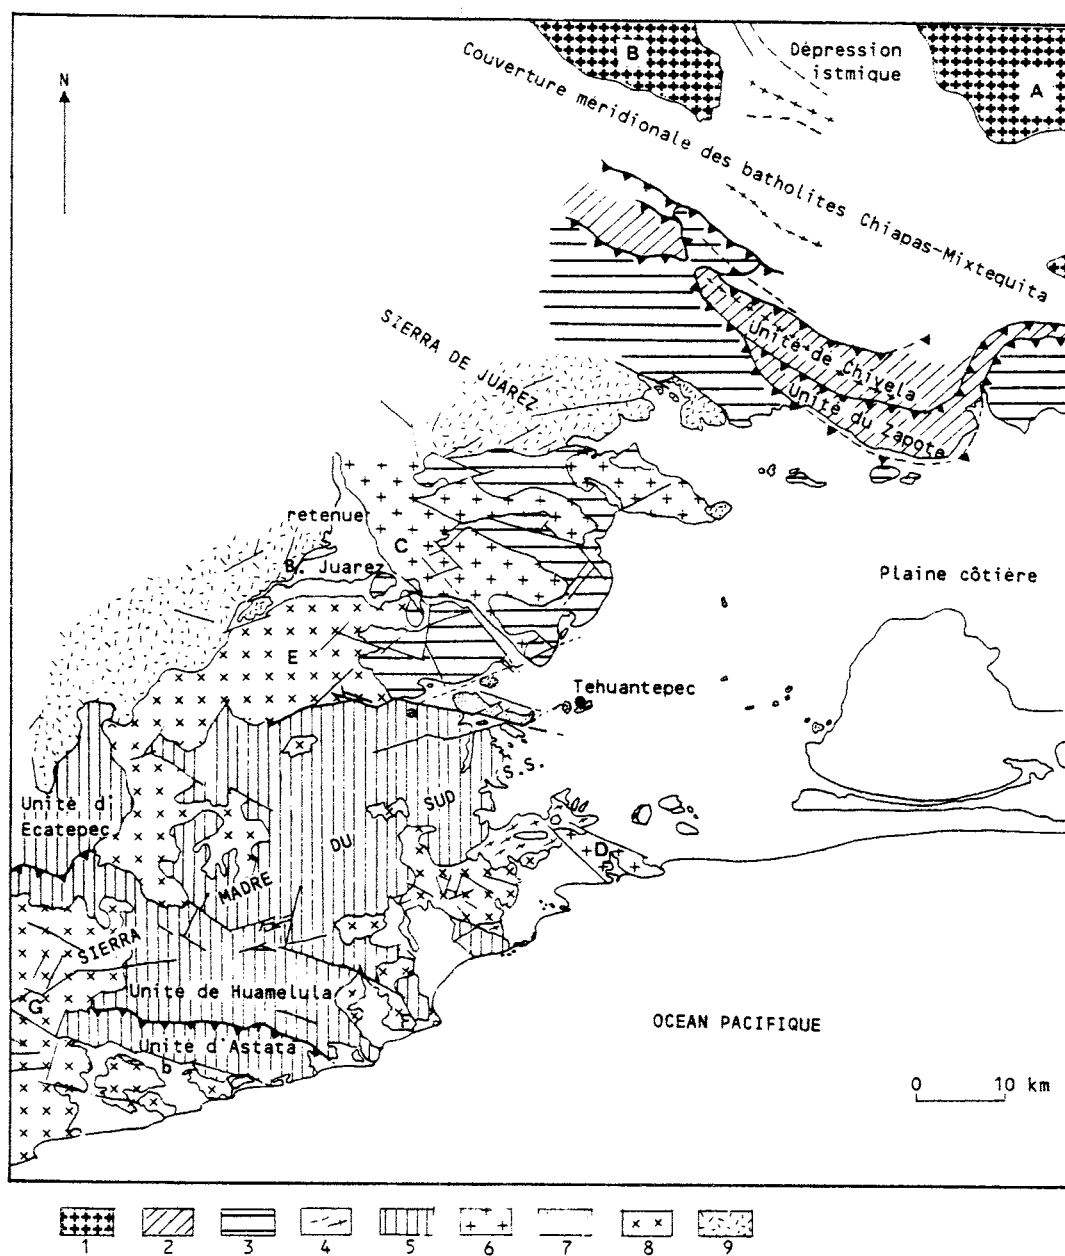 B
A
Dépression
istmique
N
Couverture méridionale des batholites Chiapas-Mixtequita
SIERRA DE JUAREZ
Unité de Chivela
Unité du Zapote
retenue
B. Juarez
C
Plaine côtière
E
Tehuantepec
a
S.S.
Unité d'
Ecatepec
SUD
DU
D
MADRE
SIERRA
Unité de Huamelula
G
Unité d'Astata
b
OCEAN PACIFIQUE
0 10 km
1 2 3 4 5 6 7 8 9